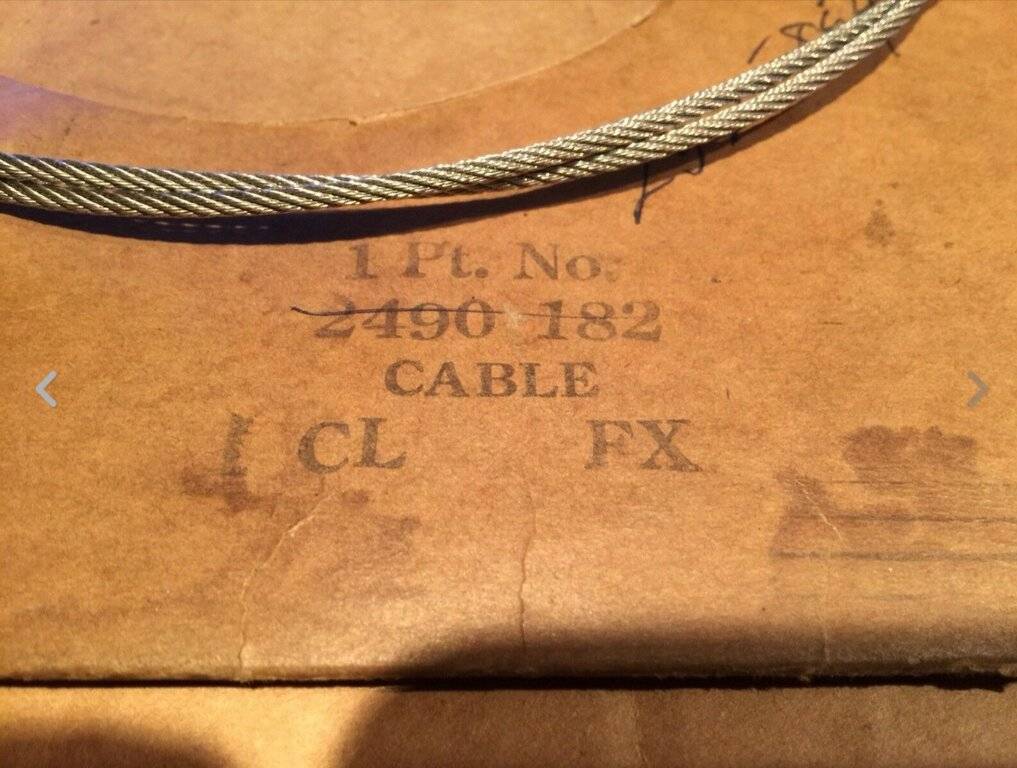 1 Pt. No.
2490 182
CABLE
CL FX